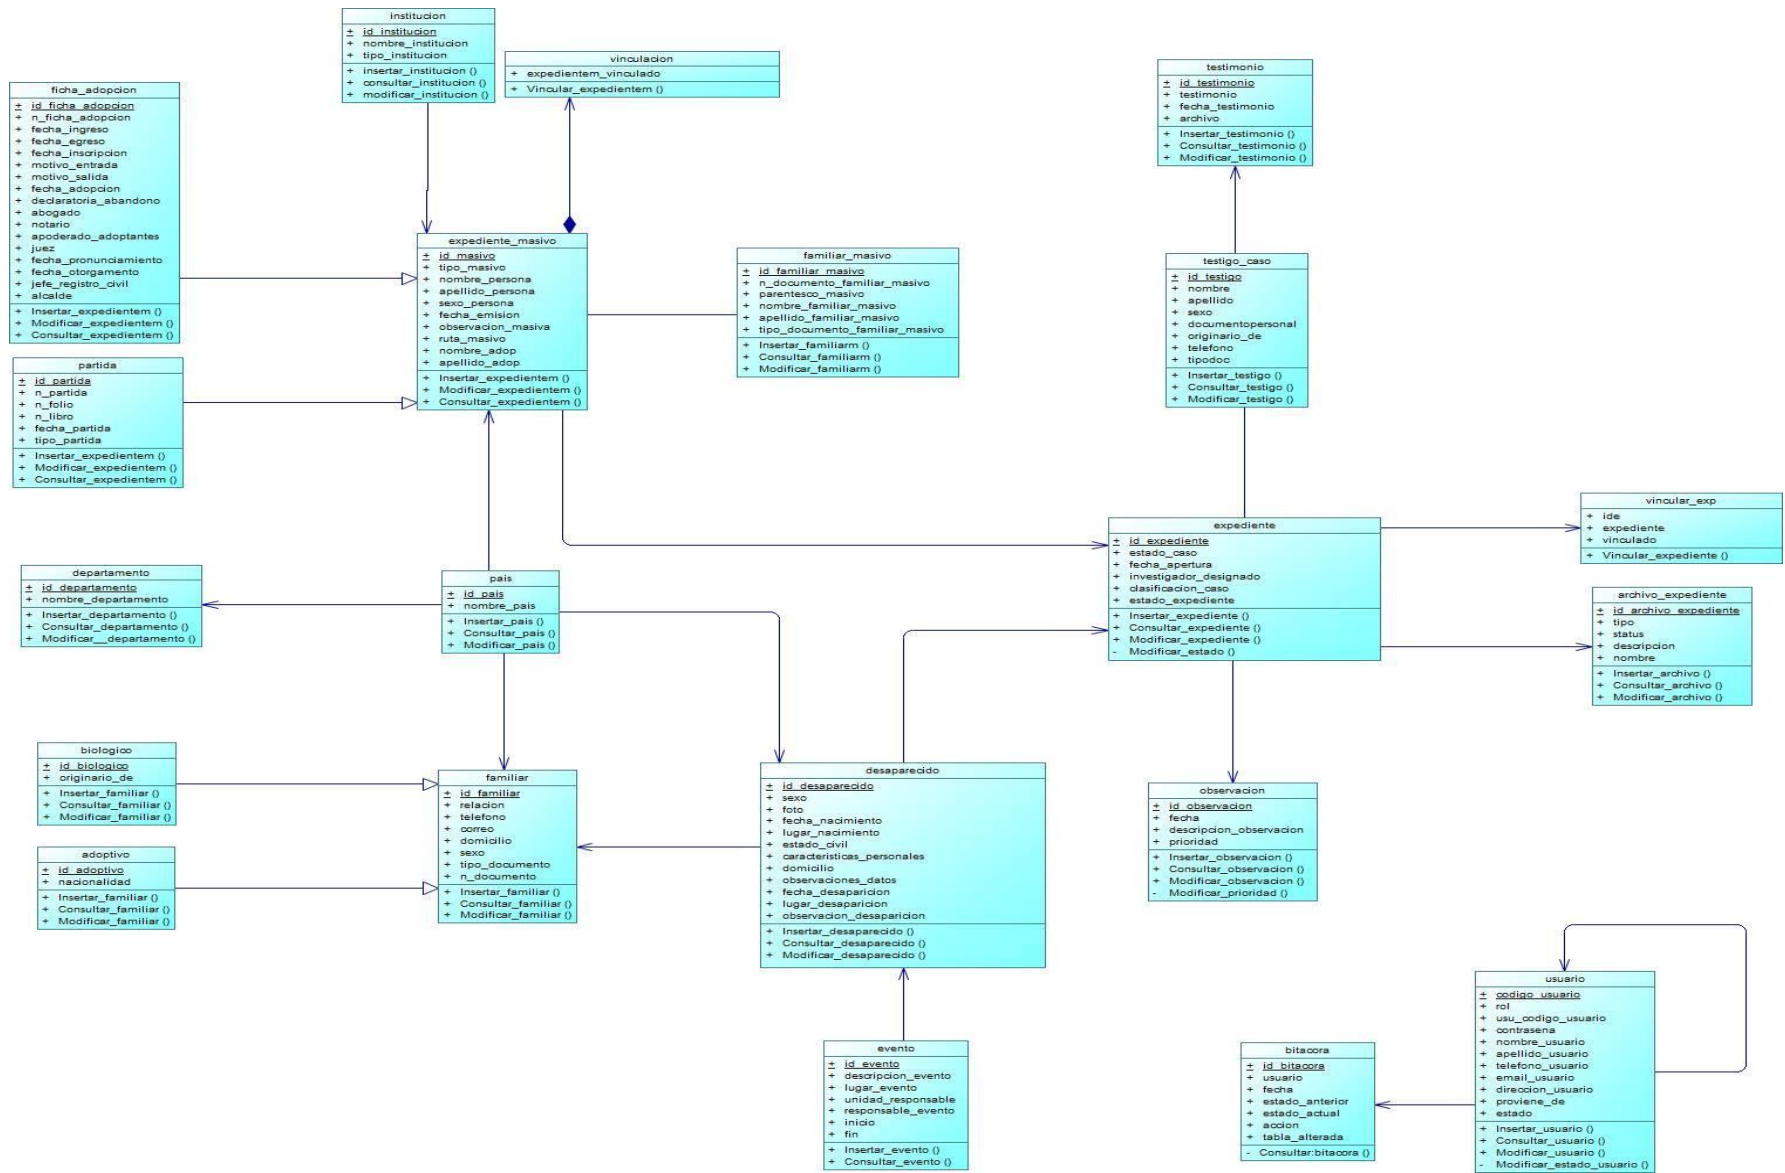 institucion
+ id_institucion
+ nombre_institucion
+ tipo_institucion
+ insertar_institucion ()
+ consultar_institucion ()
+ modificar_institucion ()
vinculacion
+ expedientem_vinculado
+ Vincular_expedientem ()
testimonio
+ id_testimonio
+ testimonio
+ fecha_testimonio
+ archivo
+ Insertar_testimonio ()
+ Consultar_testimonio ()
+ Modificar_testimonio ()
ficha_adopcion
+ id_ficha_adopcion
+ n_ficha_adopcion
+ fecha_ingreso
+ fecha_egreso
+ fecha_inscripcion
+ motivo_entrada
+ motivo_salida
+ fecha_adopcion
+ declaratoria_abandono
+ abogado
+ notario
+ apoderado_adoptantes
+ juez
+ fecha_pronunciamiento
+ fecha_otorgamento
+ jefe_registro_civil
+ alcalde
+ Insertar_expedientem ()
+ Modificar_expedientem ()
+ Consultar_expedientem ()
expediente_masivo
+ id_masivo
+ tipo_masivo
+ nombre_persona
+ apellido_persona
+ sexo_persona
+ fecha_emision
+ observacion_masiva
+ ruta_masivo
+ nombre_adop
+ apellido_adop
+ Insertar_expedientem ()
+ Modificar_expedientem ()
+ Consultar_expedientem ()
familiar_masivo
+ id_familiar_masivo
+ n_documento_familiar_masivo
+ parentesco_masivo
+ nombre_familiar_masivo
+ apellido_familiar_masivo
+ tipo_documento_familiar_masivo
+ Insertar_familiarm ()
+ Consultar_familiarm ()
+ Modificar_familiarm ()
testigo_caso
+ id_testigo
+ nombre
+ apellido
+ sexo
+ documentopersonal
+ originario_de
+ telefono
+ tipodoc
+ Insertar_testigo ()
+ Consultar_testigo ()
+ Modificar_testigo ()
partida
+ id_partida
+ n_partida
+ n_folio
+ n_libro
+ fecha_partida
+ tipo_partida
+ Insertar_expedientem ()
+ Modificar_expedientem ()
+ Consultar_expedientem ()
vincular_exp
+ ide
+ expediente
+ vinculado
+ Vincular_expediente ()
expediente
+ id_expediente
+ estado_caso
+ fecha_apertura
+ investigador_designado
+ clasificacion_caso
+ estado_expediente
+ Insertar_expediente ()
+ Consultar_expediente ()
+ Modificar_expediente ()
- Modificar_estado ()
departamento
+ id_departamento
+ nombre_departamento
+ Insertar_departamento ()
+ Consultar_departamento ()
+ Modificar__departamento ()
pais
+ id_pais
+ nombre_pais
+ Insertar_pais ()
+ Consultar_pais ()
+ Modificar_pais ()
archivo_expediente
+ id_archivo_expediente
+ tipo
+ status
+ descripcion
+ nombre
+ Insertar_archivo ()
+ Consultar_archivo ()
+ Modificar_archivo ()
biologico
+ id_biologico
+ originario_de
+ Insertar_familiar ()
+ Consultar_familiar ()
+ Modificar_familiar ()
familiar
+ id_familiar
+ relacion
+ telefono
+ correo
+ domicilio
+ sexo
+ tipo_documento
+ n_documento
+ Insertar_familiar ()
+ Consultar_familiar ()
+ Modificar_familiar ()
desaparecido
+ id_desaparecido
+ sexo
+ foto
+ fecha_nacimiento
+ lugar_nacimiento
+ estado_civil
+ caracteristicas_personales
+ domicilio
+ observaciones_datos
+ fecha_desaparicion
+ lugar_desaparicion
+ observacion_desaparicion
+ Insertar_desaparecido ()
+ Consultar_desaparecido ()
+ Modificar_desaparecido ()
observacion
+ id_observacion
+ fecha
+ descripcion_observacion
+ prioridad
+ Insertar_observacion ()
+ Consultar_observacion ()
+ Modificar_observacion ()
- Modificar_prioridad ()
adoptivo
+ id_adoptivo
+ nacionalidad
+ Insertar_familiar ()
+ Consultar_familiar ()
+ Modificar_familiar ()
evento
+ id_evento
+ descripcion_evento
+ lugar_evento
+ unidad_responsable
+ responsable_evento
+ inicio
+ fin
+ Insertar_evento ()
+ Consultar_evento ()
bitacora
+ id_bitacora
+ usuario
+ fecha
+ estado_anterior
+ estado_actual
+ accion
+ tabla_alterada
- Consultar:bitacora ()
usuario
+ codigo_usuario
+ rol
+ usu_codigo_usuario
+ contrasena
+ nombre_usuario
+ apellido_usuario
+ telefono_usuario
+ email_usuario
+ direccion_usuario
+ proviene_de
+ estado
+ Insertar_usuario ()
+ Consultar_usuario ()
+ Modificar_usuario ()
- Modificar_estado_usuario ()